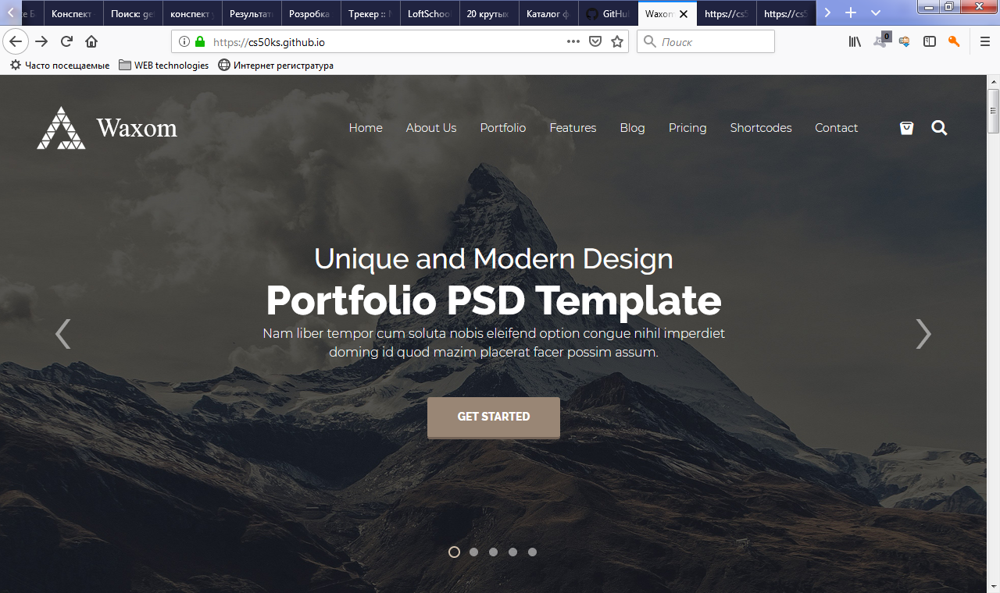 Конспект
Поиск: ge
конспект у
Результат
Розробка
Трекер ::
LoftSchool
20 крутых
Каталог ф
GitHu
Waxom
https://cs5
https://cs5
https://cs50ks.github.io
Поиск
0
Часто посещаемые
WEB technologies
Интернет регистратура
Waxom
Home
About Us
Portfolio
Features
Blog
Pricing
Shortcodes
Contact
Unique and Modern Design
Portfolio PSD Template
Nam liber tempor cum soluta nobis eleifend option congue nihil imperdiet
doming id quod mazim placerat facer possim assum.
GET STARTED